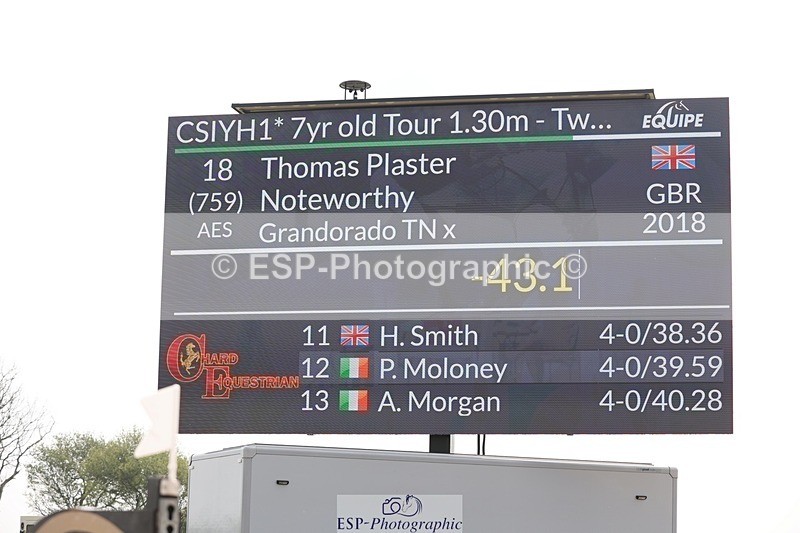 CSIYH1* 7yr old Tour 1.30m - Tw... EQUIPE
18 Thomas Plaster
(759) Noteworthy GBR
AES Grandorado TN x 2018
© ESP-Photographic ©
-43.1
11 H. Smith 4-0/38.36
12 P. Moloney 4-0/39.59
13 A. Morgan 4-0/40.28
CHARD
EQUESTRIAN
ESP-Photographic